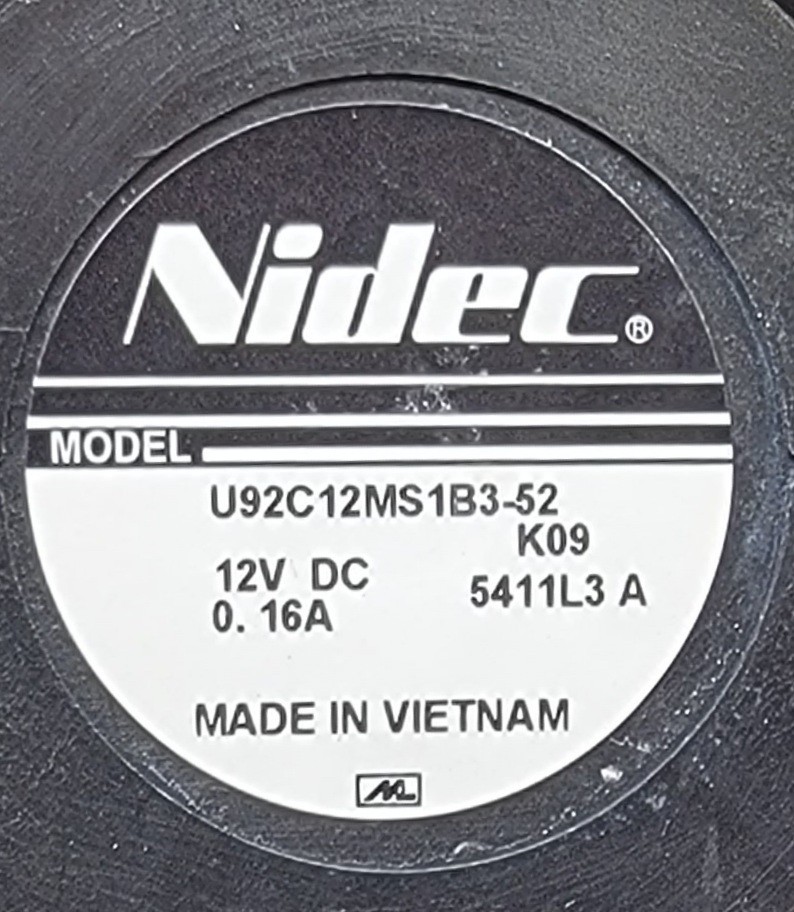 Nidec®
MODEL
U92C12MS1B3-52
K09
12V DC
5411L3 A
0.16A
MADE IN VIETNAM